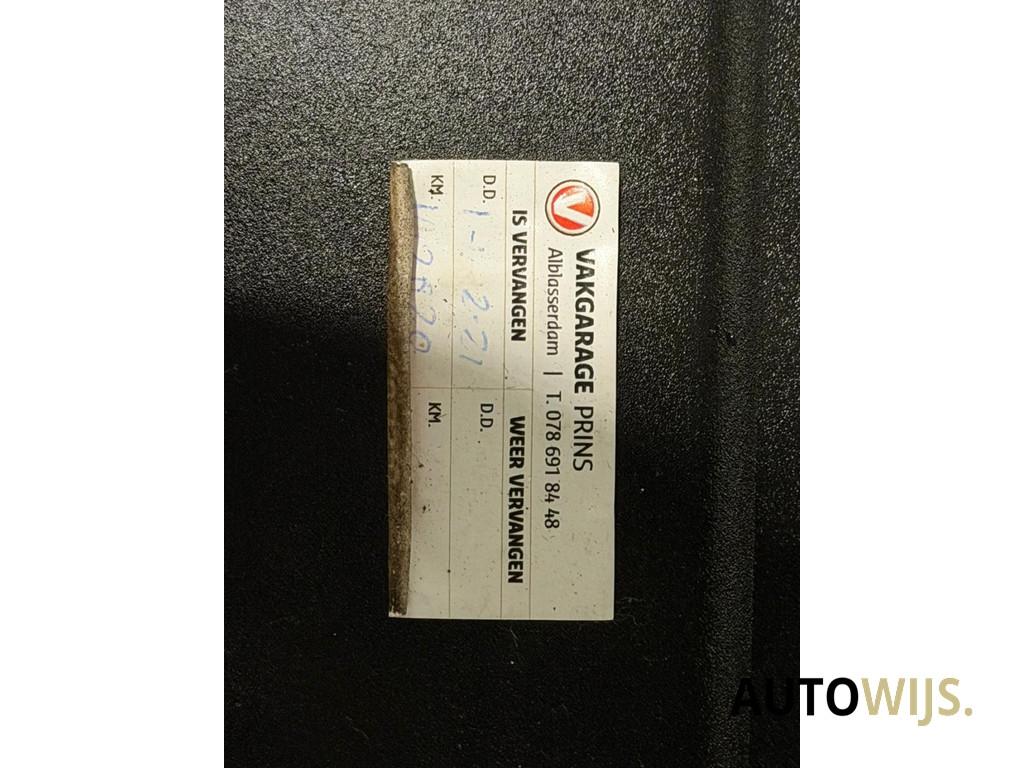 VAKGARAGE PRINS
Alblasserdam | T. 078 691 84 48
IS VERVANGEN WEER VERVANGEN
D.D. D.D.
KM. KM.
AUTOWIJS.